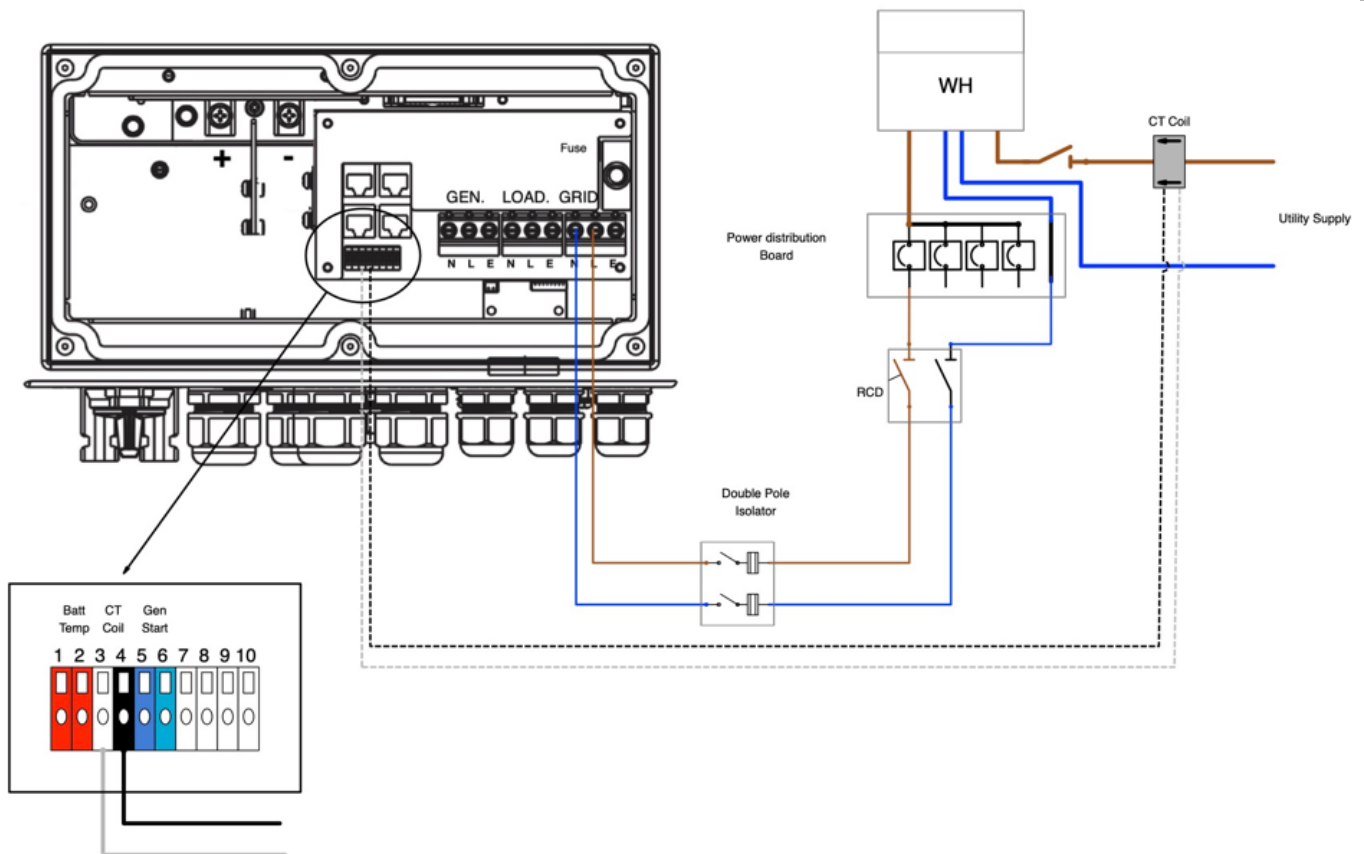 WH
CT Coil
Fuse
+ -
GEN. LOAD. GRID
Utility Supply
Power distribution
Board
N L E N L E N L E
RCD
Double Pole
Isolator
Batt CT Gen
Temp Coil Start
1 2 3 4 5 6 7 8 9 10